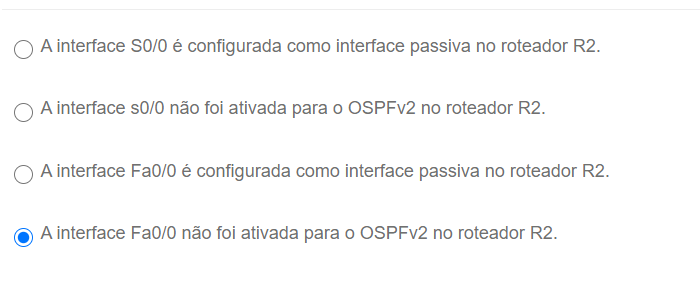 A interface S0/0 é configurada como interface passiva no roteador R2.
A interface s0/0 não foi ativada para o OSPFv2 no roteador R2.
A interface Fa0/0 é configurada como interface passiva no roteador R2.
A interface Fa0/0 não foi ativada para o OSPFv2 no roteador R2.